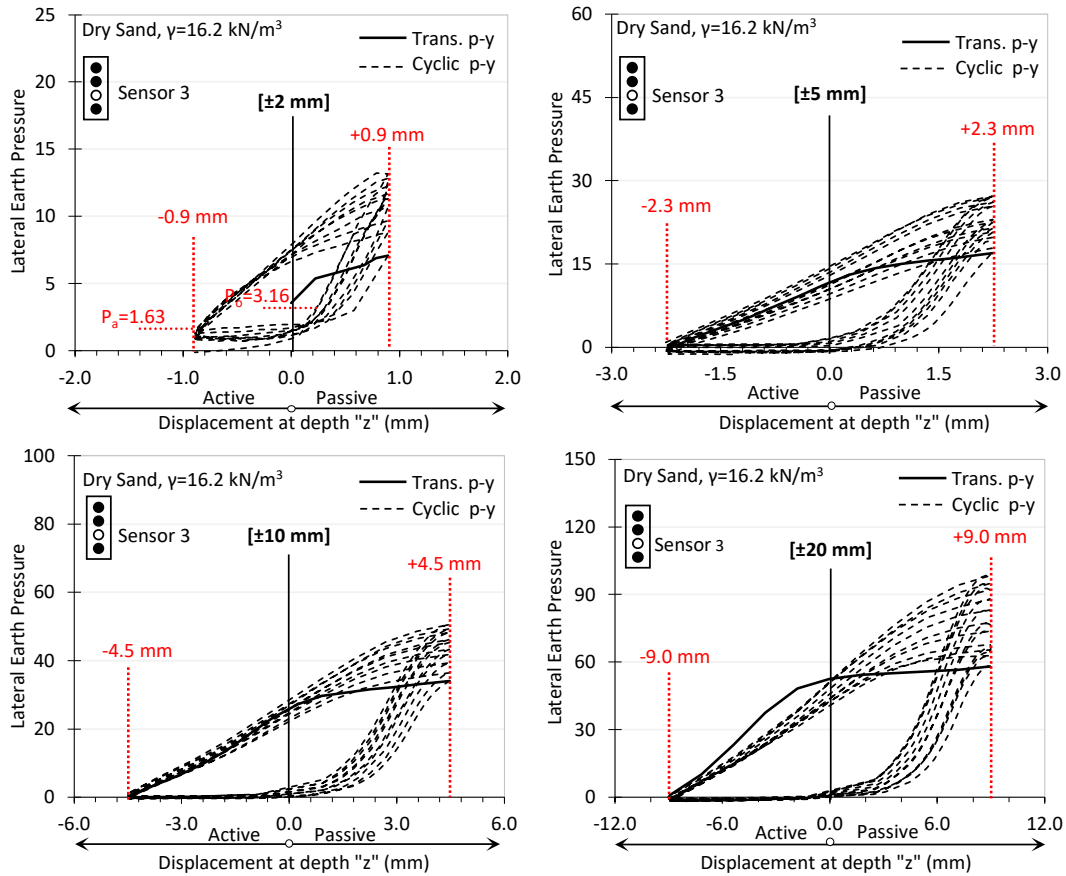 Dry Sand, γ=16.2 kN/m³
Trans. p-y
Cyclic p-y
Sensor 3
[±2 mm]
+0.9 mm
-0.9 mm
Pₐ=1.63
Pₒ=3.16
Lateral Earth Pressure
25
20
15
10
5
0
-2.0 -1.0 0.0 1.0 2.0
Active Passive
Displacement at depth "z" (mm)
Dry Sand, γ=16.2 kN/m³
Trans. p-y
Cyclic p-y
Sensor 3
[±5 mm]
+2.3 mm
-2.3 mm
Lateral Earth Pressure
60
45
30
15
0
-3.0 -1.5 0.0 1.5 3.0
Active Passive
Displacement at depth "z" (mm)
Dry Sand, γ=16.2 kN/m³
Trans. p-y
Cyclic p-y
Sensor 3
[±10 mm]
+4.5 mm
-4.5 mm
Lateral Earth Pressure
100
80
60
40
20
0
-6.0 -3.0 0.0 3.0 6.0
Active Passive
Displacement at depth "z" (mm)
Dry Sand, γ=16.2 kN/m³
Trans. p-y
Cyclic p-y
Sensor 3
[±20 mm]
+9.0 mm
-9.0 mm
Lateral Earth Pressure
150
120
90
60
30
0
-12.0 -6.0 0.0 6.0 12.0
Active Passive
Displacement at depth "z" (mm)